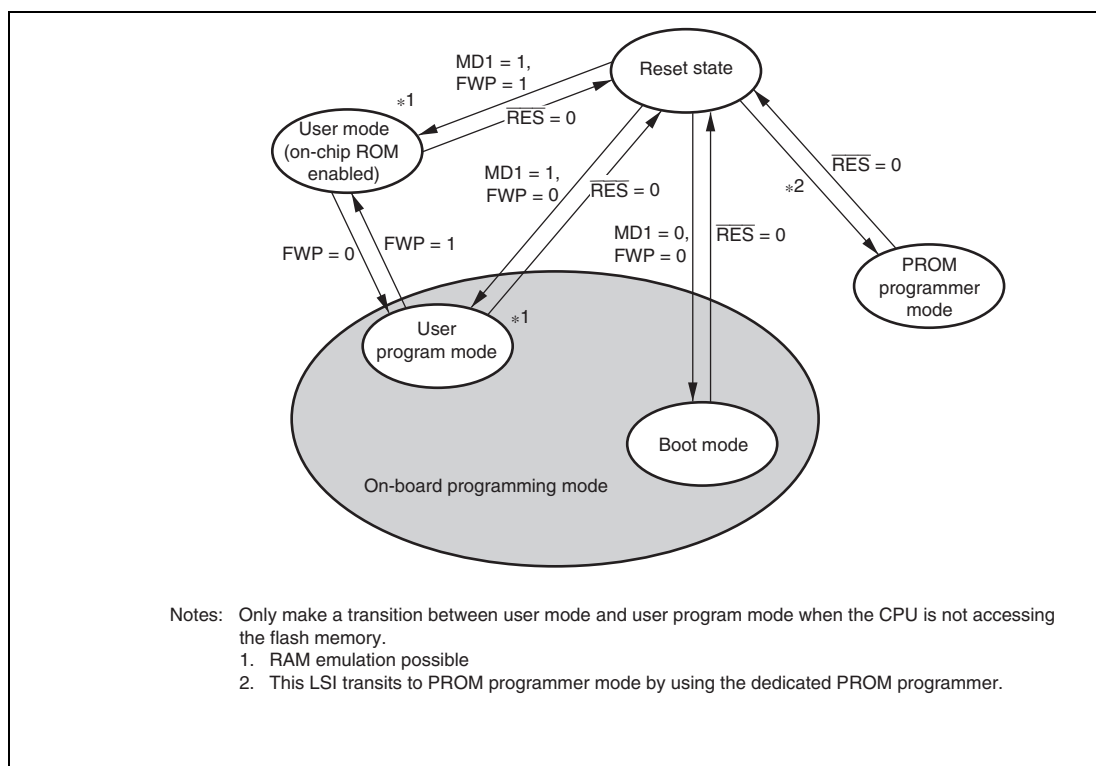 Reset state
MD1 = 1,
FWP = 1
*1
R̅E̅S̅ = 0
User mode
(on-chip ROM
enabled)
MD1 = 1,
FWP = 0
R̅E̅S̅ = 0
*2
R̅E̅S̅ = 0
FWP = 0
FWP = 1
MD1 = 0,
FWP = 0
R̅E̅S̅ = 0
PROM
programmer
mode
*1
User
program mode
Boot mode
On-board programming mode
Notes: Only make a transition between user mode and user program mode when the CPU is not accessing
the flash memory.
1. RAM emulation possible
2. This LSI transits to PROM programmer mode by using the dedicated PROM programmer.